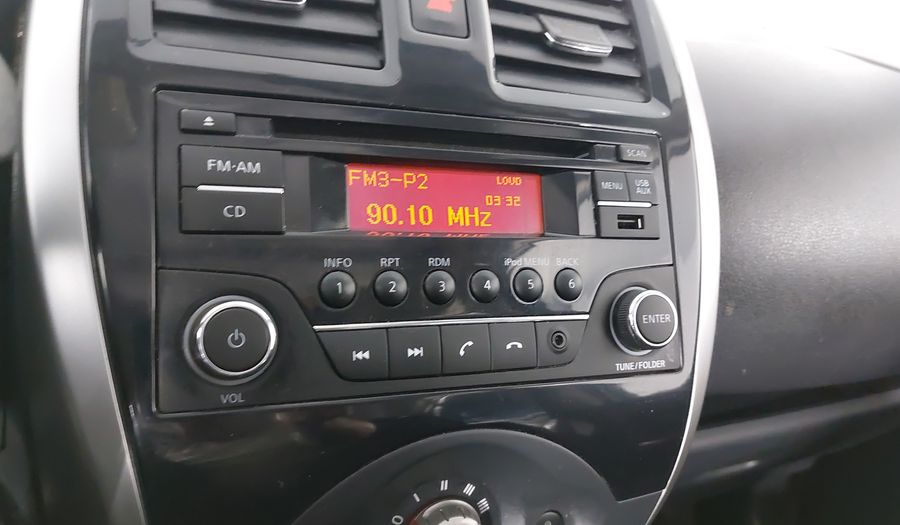 SCAN
FM·AM
CD
FM3-P2
LOUD
03:32
90.10 MHz
MENU
USB
AUX
INFO
RPT
RDM
iPod MENU
BACK
1
2
3
4
5
6
ENTER
TUNE/FOLDER
VOL
0